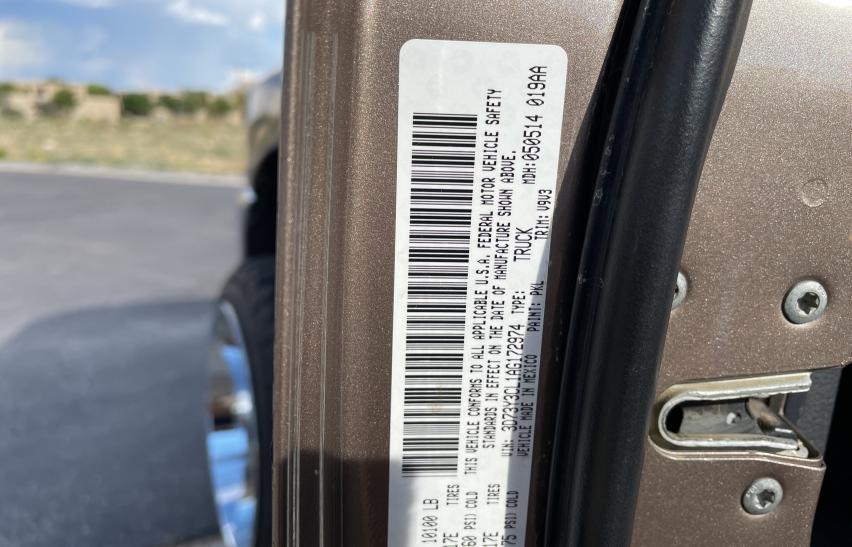 10100 LB
17E TIRES
60 PSI) COLD
17E TIRES
75 PSI) COLD
THIS VEHICLE CONFORMS TO ALL APPLICABLE U.S.A. FEDERAL MOTOR VEHICLE SAFETY
STANDARDS IN EFFECT ON THE DATE OF MANUFACTURE SHOWN ABOVE.
VIN: 3D73Y3CL1AG172974 TYPE: TRUCK MDH:050514 019AA
VEHICLE MADE IN MEXICO PAINT: PKL TRIM: V9V3